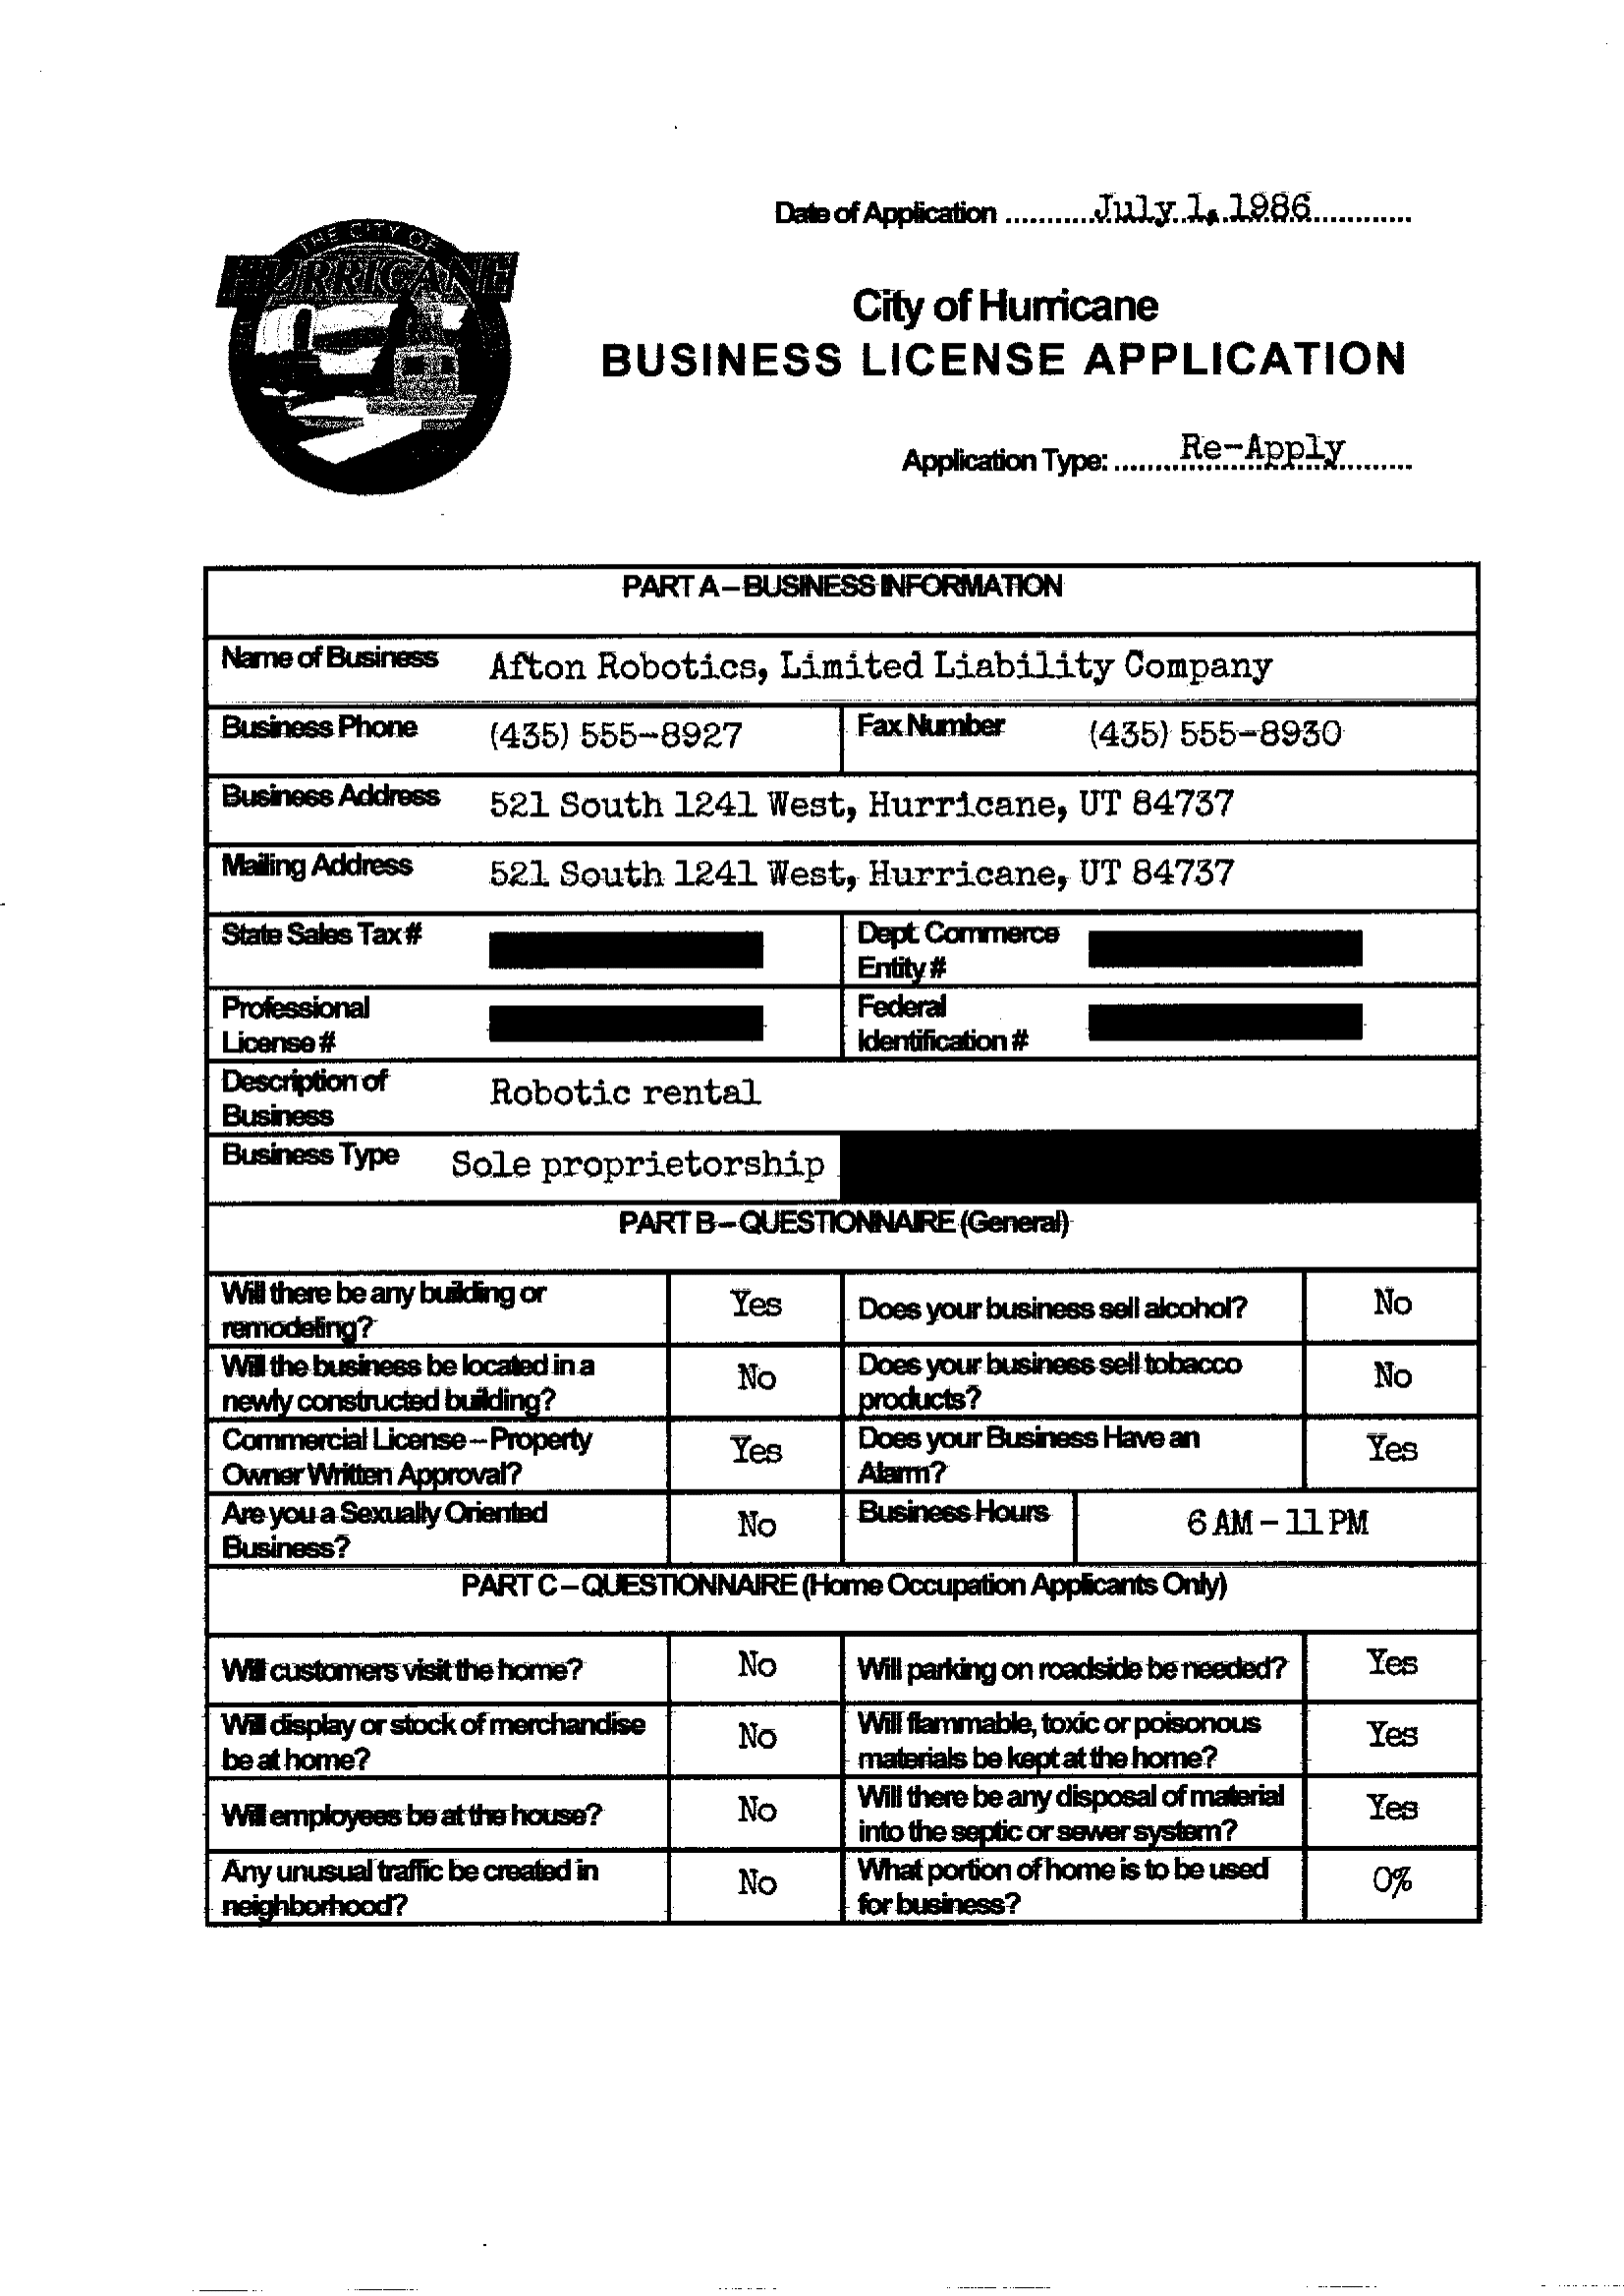 Date of Application ........... July 1, 1986 ............
THE CITY OF
HURRICANE
City of Hurricane
BUSINESS LICENSE APPLICATION
Application Type: ........ Re-Apply ........
PART A – BUSINESS INFORMATION
Name of Business Afton Robotics, Limited Liability Company
Business Phone (435) 555-8927 Fax Number (435) 555-8930
Business Address 521 South 1241 West, Hurricane, UT 84737
Mailing Address 521 South 1241 West, Hurricane, UT 84737
State Sales Tax # Dept. Commerce
Entity #
Professional Federal
License # Identification #
Description of Robotic rental
Business
Business Type Sole proprietorship
PART B – QUESTIONNAIRE (General)
Will there be any building or Yes Does your business sell alcohol? No
remodeling?
Will the business be located in a No Does your business sell tobacco No
newly constructed building? products?
Commercial License – Property Yes Does your Business Have an Yes
Owner Written Approval? Alarm?
Are you a Sexually Oriented No Business Hours 6 AM – 11 PM
Business?
PART C – QUESTIONNAIRE (Home Occupation Applicants Only)
Will customers visit the home? No Will parking on roadside be needed? Yes
Will display or stock of merchandise No Will flammable, toxic or poisonous Yes
be at home? materials be kept at the home?
Will employees be at the house? No Will there be any disposal of material Yes
into the septic or sewer system?
Any unusual traffic be created in No What portion of home is to be used 0%
neighborhood? for business?